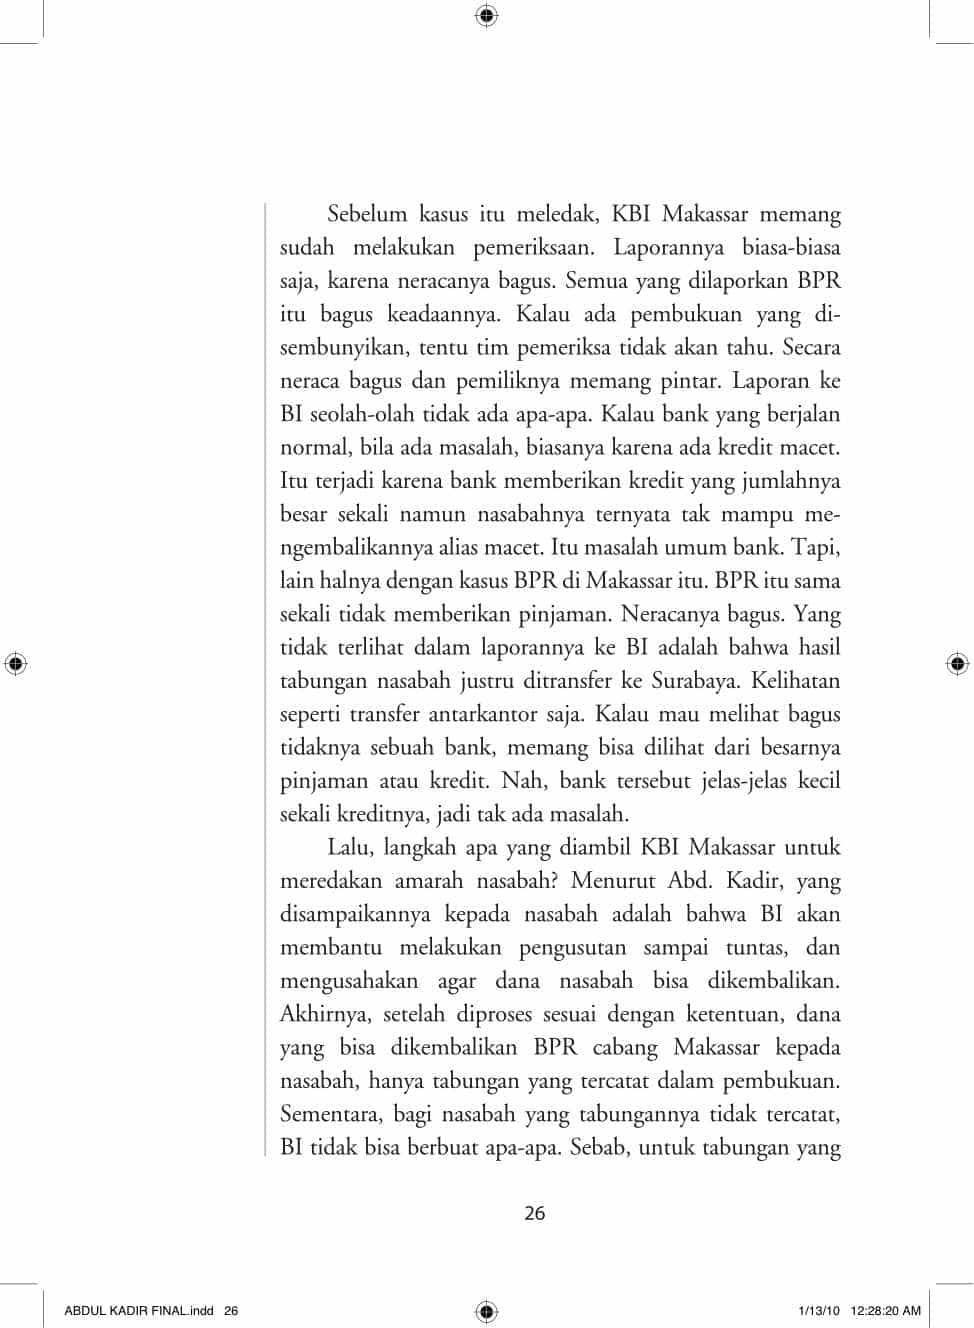 Sebelum kasus itu meledak, KBI Makassar memang
sudah melakukan pemeriksaan. Laporannya biasa-biasa
saja, karena neracanya bagus. Semua yang dilaporkan BPR
itu bagus keadaannya. Kalau ada pembukuan yang di-
sembunyikan, tentu tim pemeriksa tidak akan tahu. Secara
neraca bagus dan pemiliknya memang pintar. Laporan ke
BI seolah-olah tidak ada apa-apa. Kalau bank yang berjalan
normal, bila ada masalah, biasanya karena ada kredit macet.
Itu terjadi karena bank memberikan kredit yang jumlahnya
besar sekali namun nasabahnya ternyata tak mampu me-
ngembalikannya alias macet. Itu masalah umum bank. Tapi,
lain halnya dengan kasus BPR di Makassar itu. BPR itu sama
sekali tidak memberikan pinjaman. Neracanya bagus. Yang
tidak terlihat dalam laporannya ke BI adalah bahwa hasil
tabungan nasabah justru ditransfer ke Surabaya. Kelihatan
seperti transfer antarkantor saja. Kalau mau melihat bagus
tidaknya sebuah bank, memang bisa dilihat dari besarnya
pinjaman atau kredit. Nah, bank tersebut jelas-jelas kecil
sekali kreditnya, jadi tak ada masalah.
Lalu, langkah apa yang diambil KBI Makassar untuk
meredakan amarah nasabah? Menurut Abd. Kadir, yang
disampaikannya kepada nasabah adalah bahwa BI akan
membantu melakukan pengusutan sampai tuntas, dan
mengusahakan agar dana nasabah bisa dikembalikan.
Akhirnya, setelah diproses sesuai dengan ketentuan, dana
yang bisa dikembalikan BPR cabang Makassar kepada
nasabah, hanya tabungan yang tercatat dalam pembukuan.
Sementara, bagi nasabah yang tabungannya tidak tercatat,
BI tidak bisa berbuat apa-apa. Sebab, untuk tabungan yang
26
ABDUL KADIR FINAL.indd 26
1/13/10 12:28:20 AM